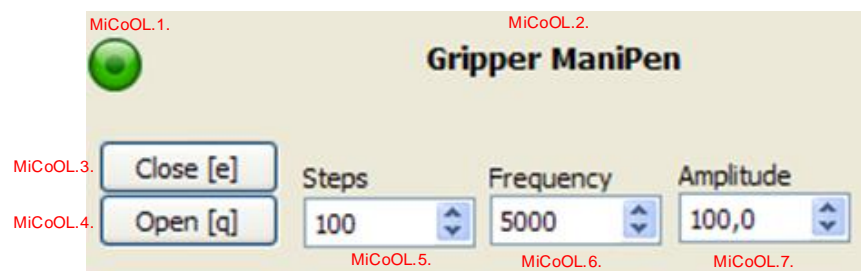 MiCoOL.1.
MiCoOL.2.
Gripper ManiPen
MiCoOL.3.
Close [e]
Steps
Frequency
Amplitude
MiCoOL.4.
Open [q]
100
5000
100,0
MiCoOL.5.
MiCoOL.6.
MiCoOL.7.